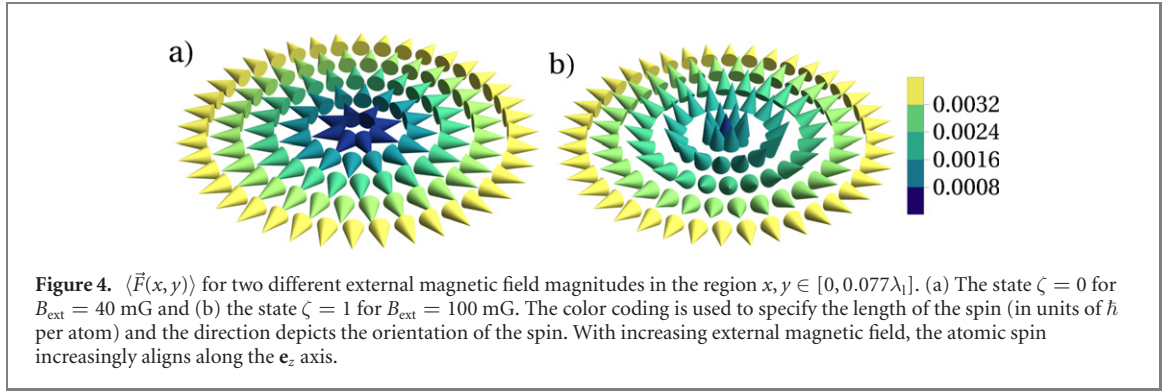 a)
b)
0.0032
0.0024
0.0016
0.0008
Figure 4. ⟨F⃗(x, y)⟩ for two different external magnetic field magnitudes in the region x, y ∈ [0, 0.077λ₁]. (a) The state ζ = 0 for
B_ext = 40 mG and (b) the state ζ = 1 for B_ext = 100 mG. The color coding is used to specify the length of the spin (in units of ℏ
per atom) and the direction depicts the orientation of the spin. With increasing external magnetic field, the atomic spin
increasingly aligns along the e_z axis.